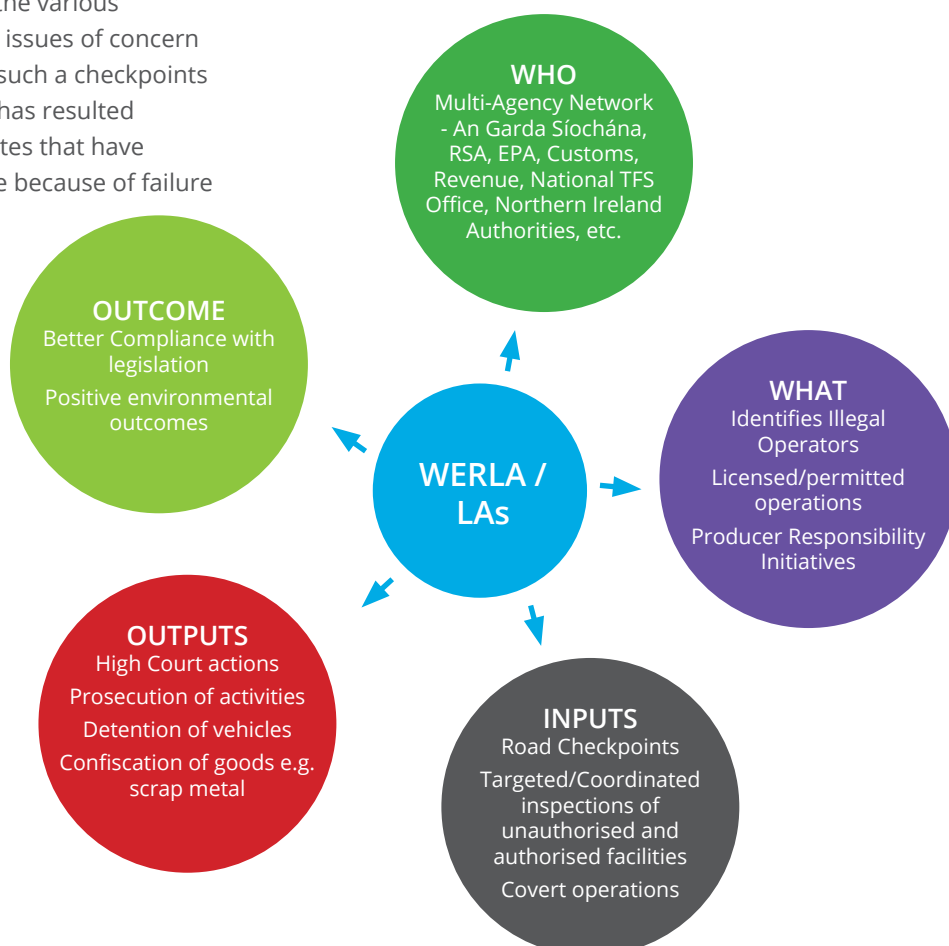 the various
issues of concern
such a checkpoints
has resulted
tes that have
e because of failure
WHO
Multi-Agency Network
- An Garda Síochána,
RSA, EPA, Customs,
Revenue, National TFS
Office, Northern Ireland
Authorities, etc.
OUTCOME
Better Compliance with
legislation
Positive environmental
outcomes
WERLA /
LAs
WHAT
Identifies Illegal
Operators
Licensed/permitted
operations
Producer Responsibility
Initiatives
OUTPUTS
High Court actions
Prosecution of activities
Detention of vehicles
Confiscation of goods e.g.
scrap metal
INPUTS
Road Checkpoints
Targeted/Coordinated
inspections of
unauthorised and
authorised facilities
Covert operations